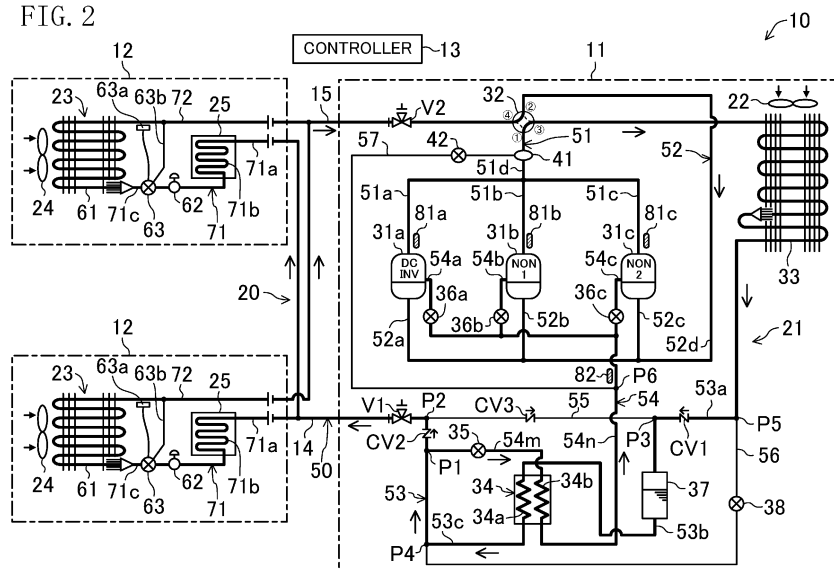 FIG. 2
CONTROLLER 13
10
12
11
63a 63b
23 72 25
15
V2
32
② ④ ① ③
51
22
57
42
41
51d
52
71a
24
61
71c
63
62
71
71b
51a
51b
51c
81a
81b
81c
31a
31b
31c
DC INV
NON 1
NON 2
54a
54b
54c
36a
36b
36c
33
20
52a
52b
52c
52d
21
12
63a 63b
23 72 25
82
P6
V1
P2
CV3
55
54
53a
71a
14
50
CV2
35
54m
54n
P3
CV1
P5
24
61
71c
63
62
71
71b
P1
56
53
34
34b
34a
37
38
53c
53b
P4